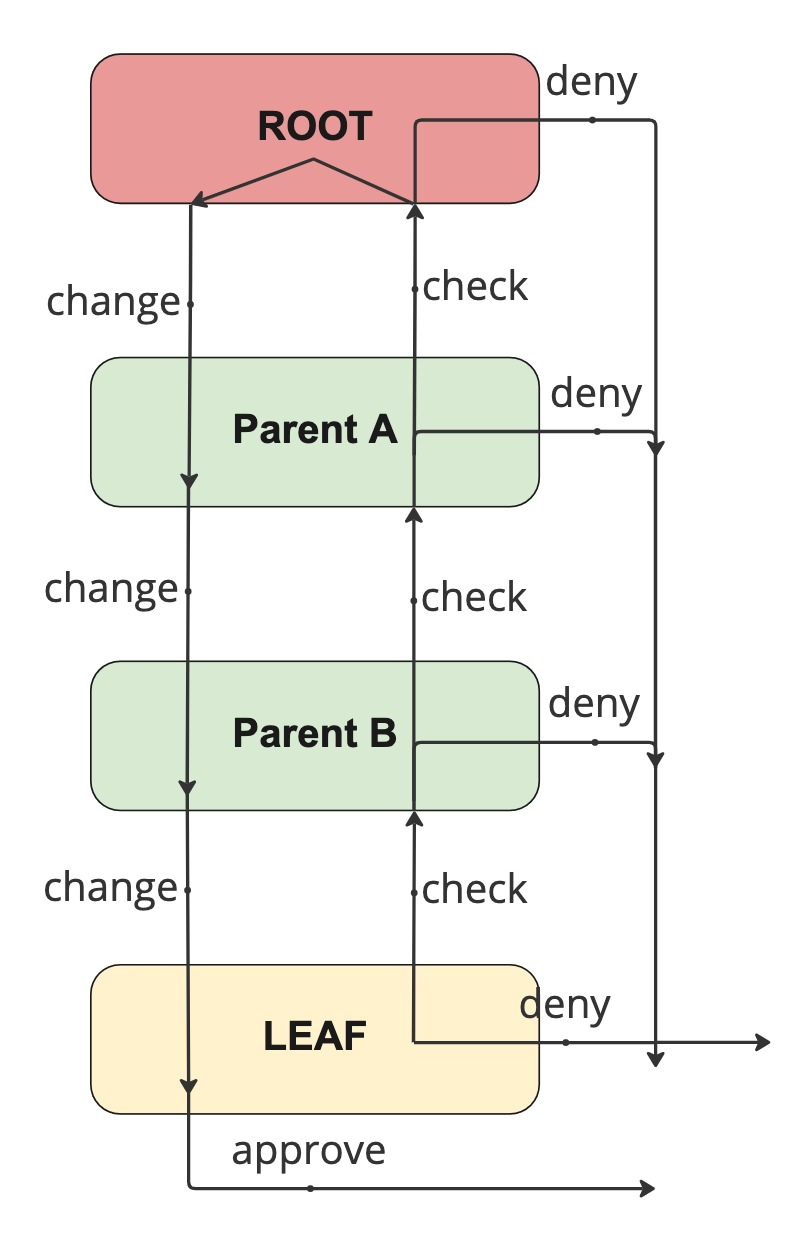 deny
ROOT
change
check
deny
Parent A
change
check
deny
Parent B
change
check
deny
LEAF
approve